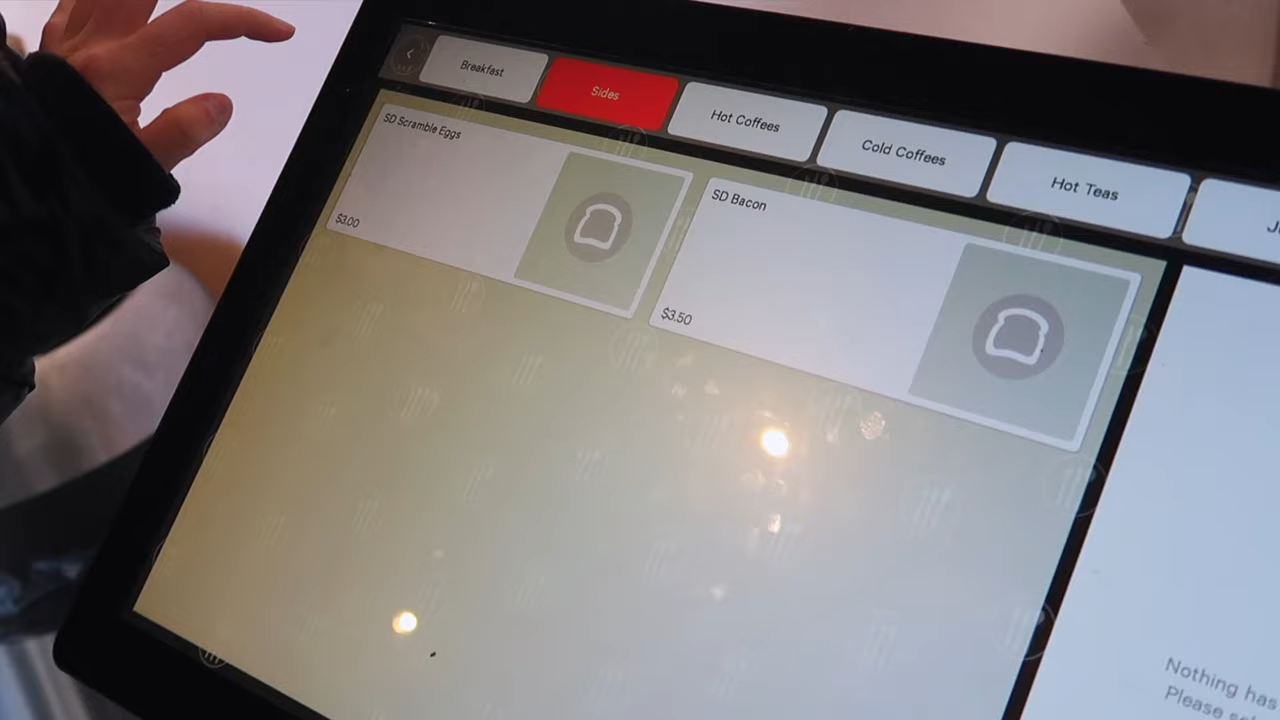 Breakfast
Sides
Hot Coffees
Cold Coffees
Hot Teas
SD Scramble Eggs
$3.00
SD Bacon
$3.50
Nothing has
Please